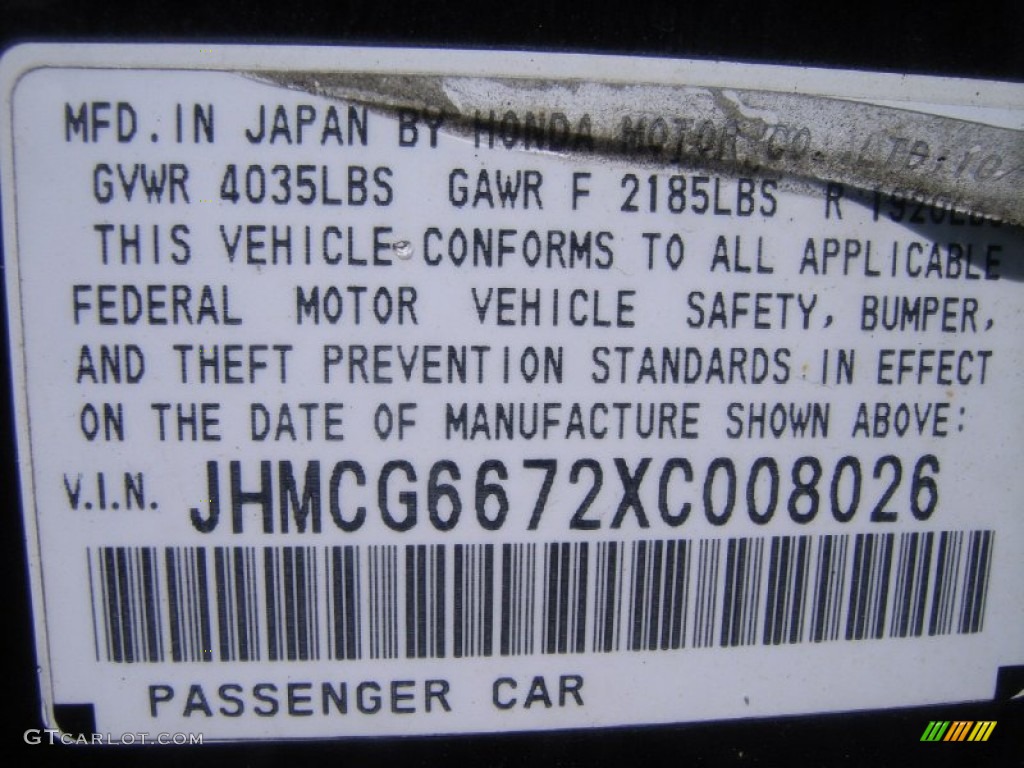 MFD. IN JAPAN BY HONDA MOTOR CO. LTD.
GVWR 4035LBS GAWR F 2185LBS R 1920LBS
THIS VEHICLE CONFORMS TO ALL APPLICABLE
FEDERAL MOTOR VEHICLE SAFETY, BUMPER,
AND THEFT PREVENTION STANDARDS IN EFFECT
ON THE DATE OF MANUFACTURE SHOWN ABOVE:
V.I.N. JHMCG6672XC008026
PASSENGER CAR
GTCARLOT.COM